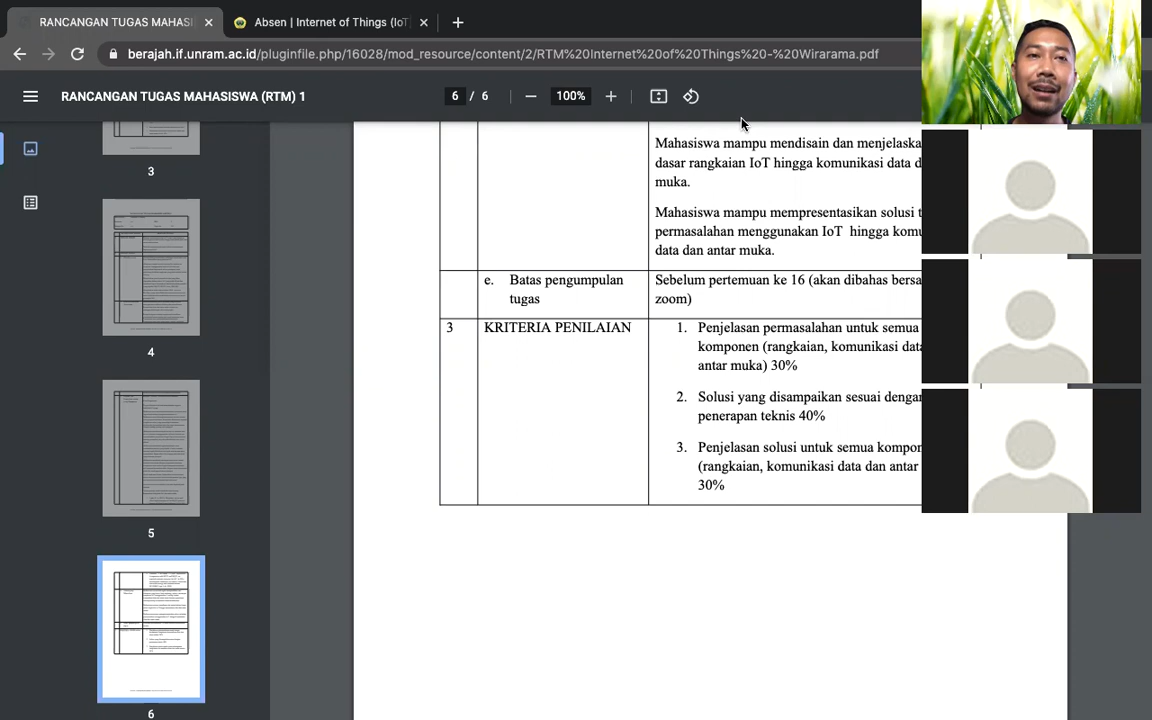 RANCANGAN TUGAS MAHASIS
Absen | Internet of Things (IoT
berajah.if.unram.ac.id/pluginfile.php/16028/mod_resource/content/2/RTM%20Internet%20of%20Things%20-%20Wirarama.pdf
RANCANGAN TUGAS MAHASISWA (RTM) 1
6 / 6
100%
3
4
5
6
Mahasiswa mampu mendisain dan menjelaska
dasar rangkaian IoT hingga komunikasi data d
muka.
Mahasiswa mampu mempresentasikan solusi t
permasalahan menggunakan IoT hingga komu
data dan antar muka.
e. Batas pengumpulan
tugas
Sebelum pertemuan ke 16 (akan dibahas bersa
zoom)
3 KRITERIA PENILAIAN
1. Penjelasan permasalahan untuk semua
komponen (rangkaian, komunikasi data
antar muka) 30%
2. Solusi yang disampaikan sesuai dengan
penerapan teknis 40%
3. Penjelasan solusi untuk semua kompon
(rangkaian, komunikasi data dan antar
30%